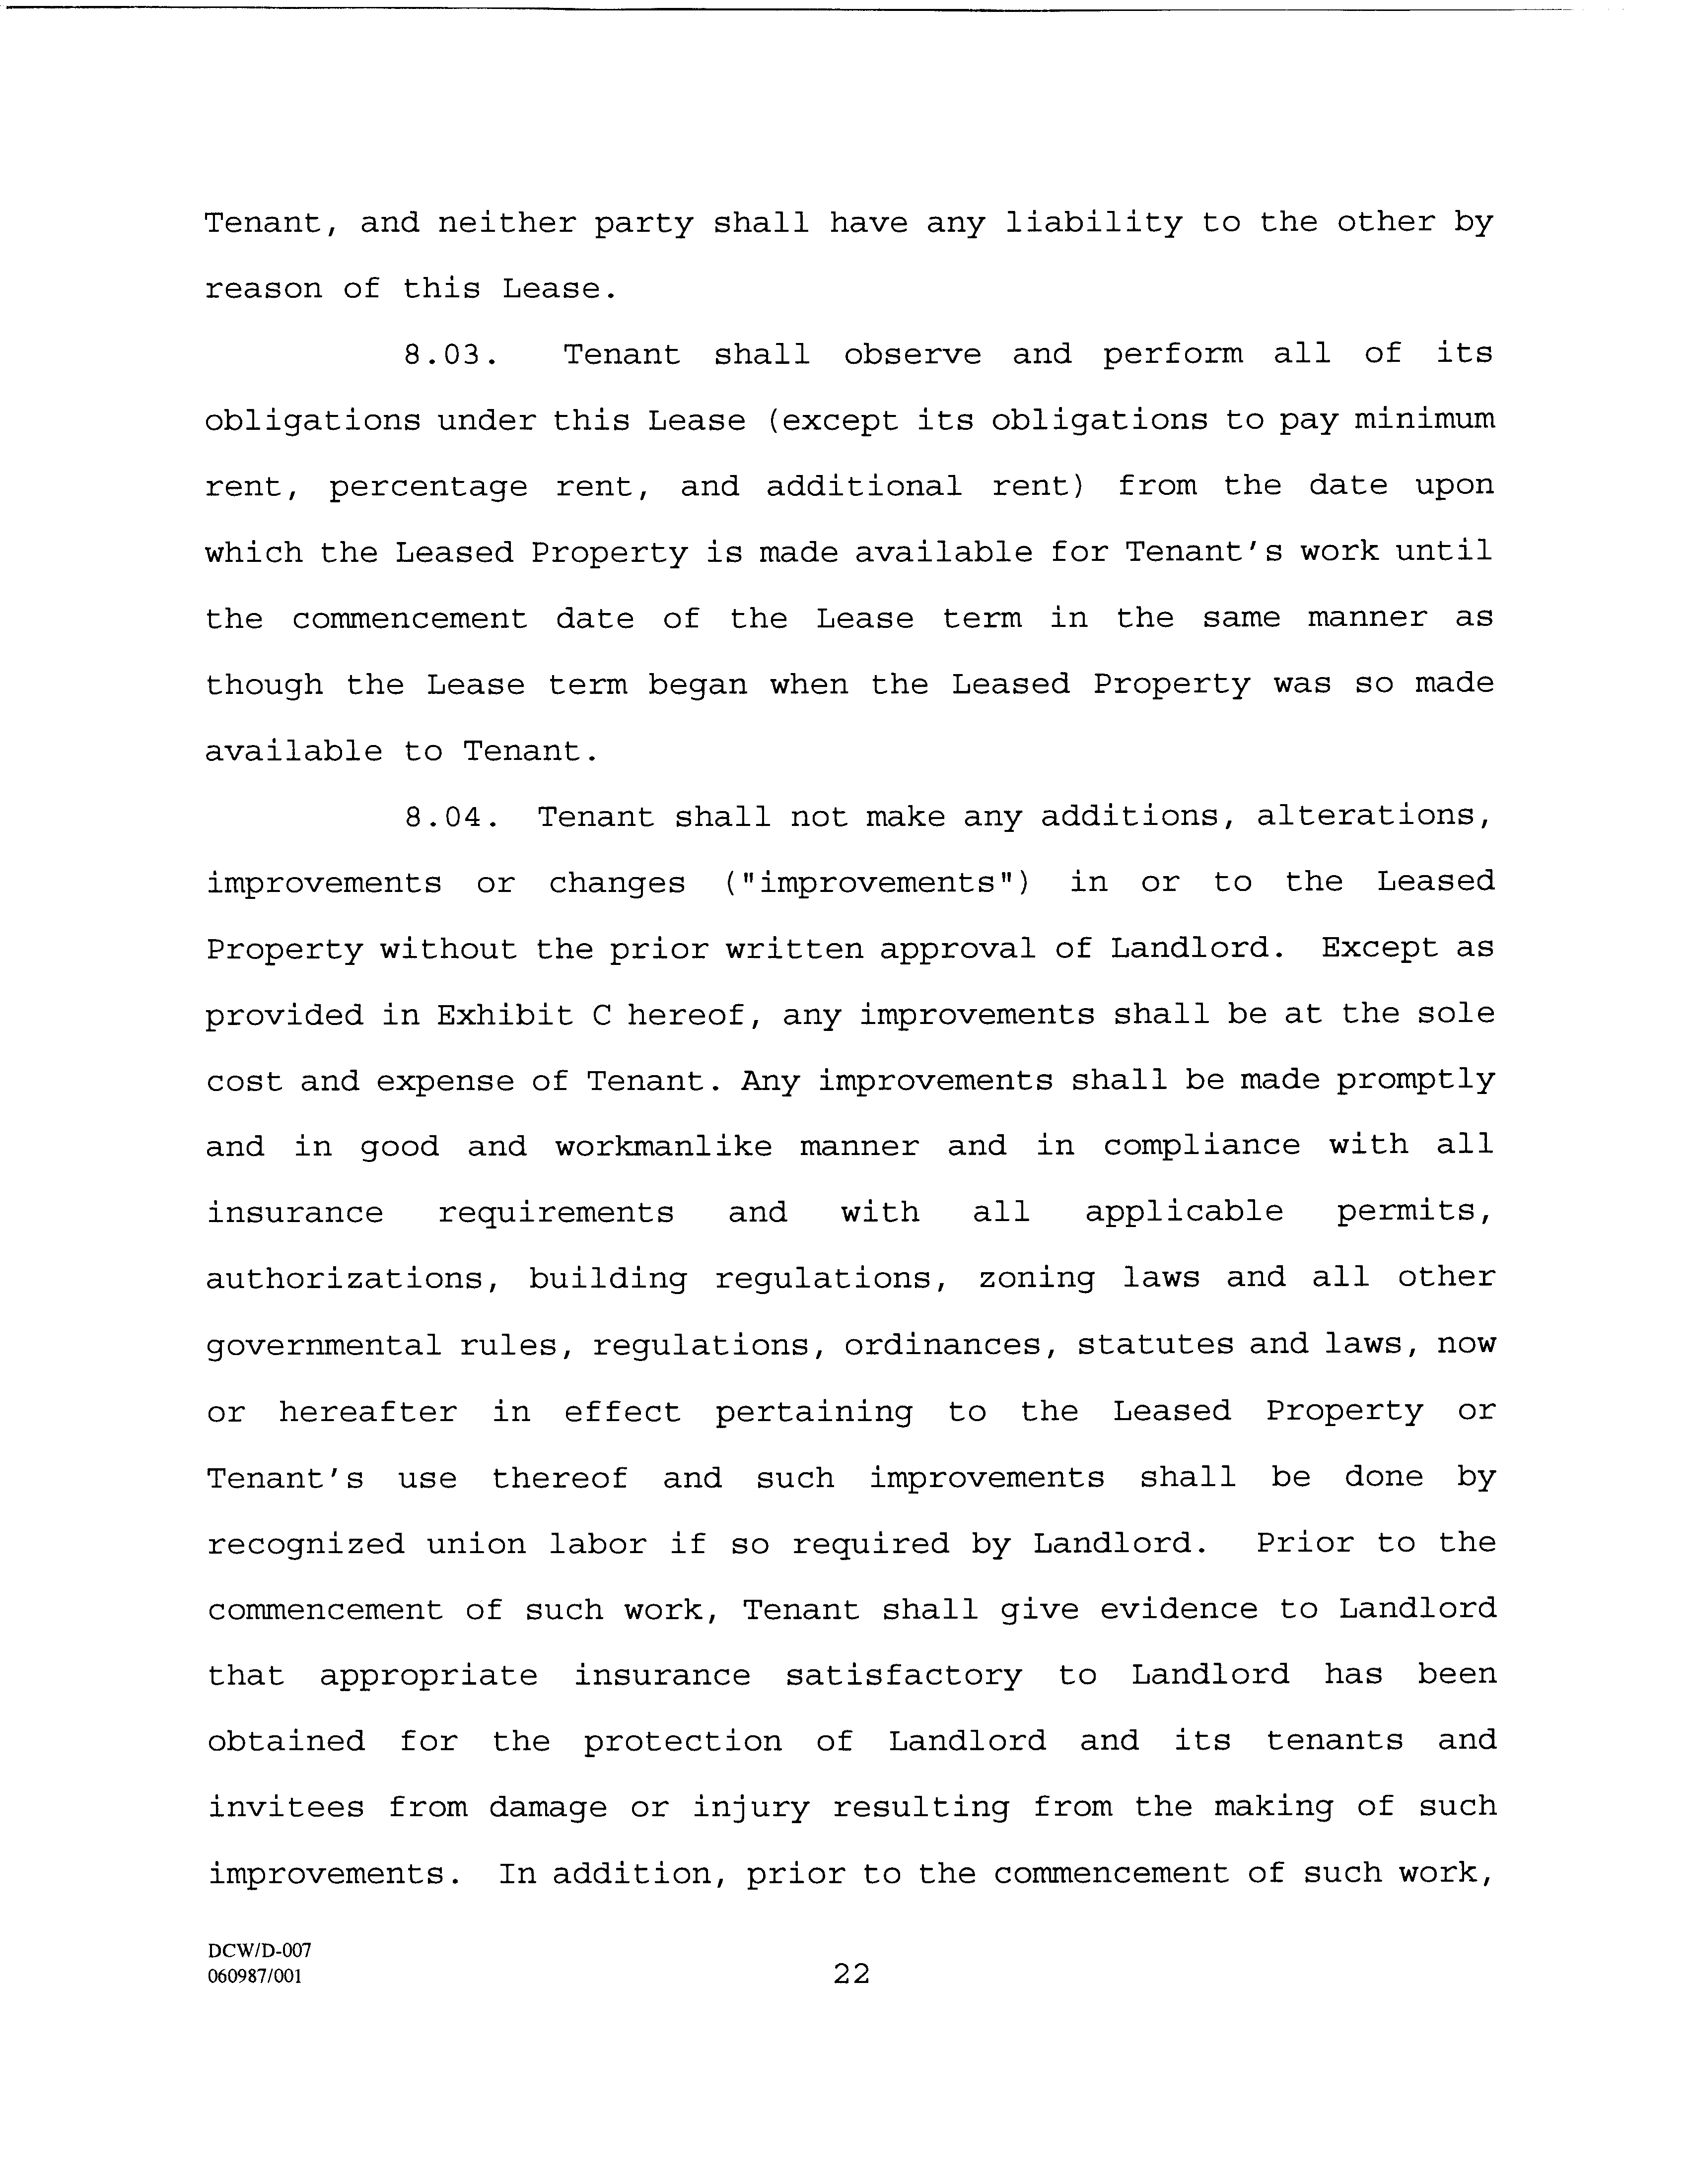 Tenant, and neither party shall have any liability to the other by
reason of this Lease.
8.03. Tenant shall observe and perform all of its
obligations under this Lease (except its obligations to pay minimum
rent, percentage rent, and additional rent) from the date upon
which the Leased Property is made available for Tenant's work until
the commencement date of the Lease term in the same manner as
though the Lease term began when the Leased Property was so made
available to Tenant.
8.04. Tenant shall not make any additions, alterations,
improvements or changes ("improvements") in or to the Leased
Property without the prior written approval of Landlord. Except as
provided in Exhibit C hereof, any improvements shall be at the sole
cost and expense of Tenant. Any improvements shall be made promptly
and in good and workmanlike manner and in compliance with all
insurance requirements and with all applicable permits,
authorizations, building regulations, zoning laws and all other
governmental rules, regulations, ordinances, statutes and laws, now
or hereafter in effect pertaining to the Leased Property or
Tenant's use thereof and such improvements shall be done by
recognized union labor if so required by Landlord. Prior to the
commencement of such work, Tenant shall give evidence to Landlord
that appropriate insurance satisfactory to Landlord has been
obtained for the protection of Landlord and its tenants and
invitees from damage or injury resulting from the making of such
improvements. In addition, prior to the commencement of such work,
DCW/D-007
060987/001
22